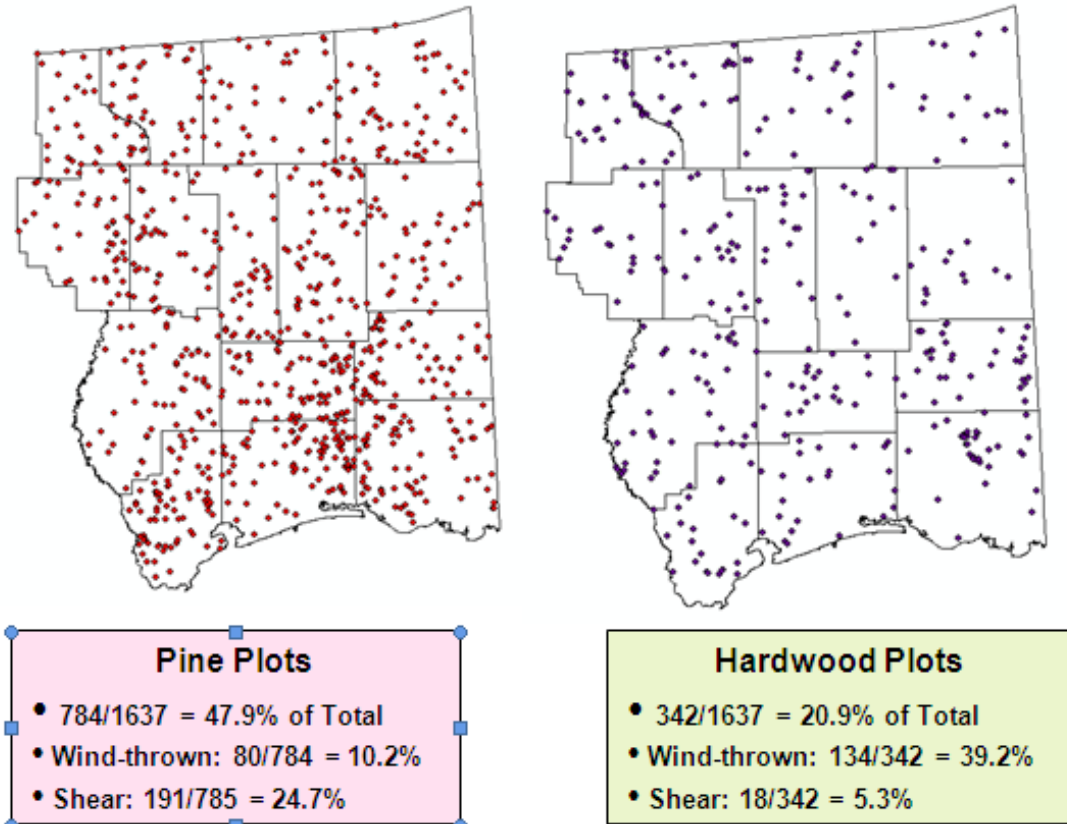 Pine Plots
• 784/1637 = 47.9% of Total
• Wind-thrown: 80/784 = 10.2%
• Shear: 191/785 = 24.7%
Hardwood Plots
• 342/1637 = 20.9% of Total
• Wind-thrown: 134/342 = 39.2%
• Shear: 18/342 = 5.3%